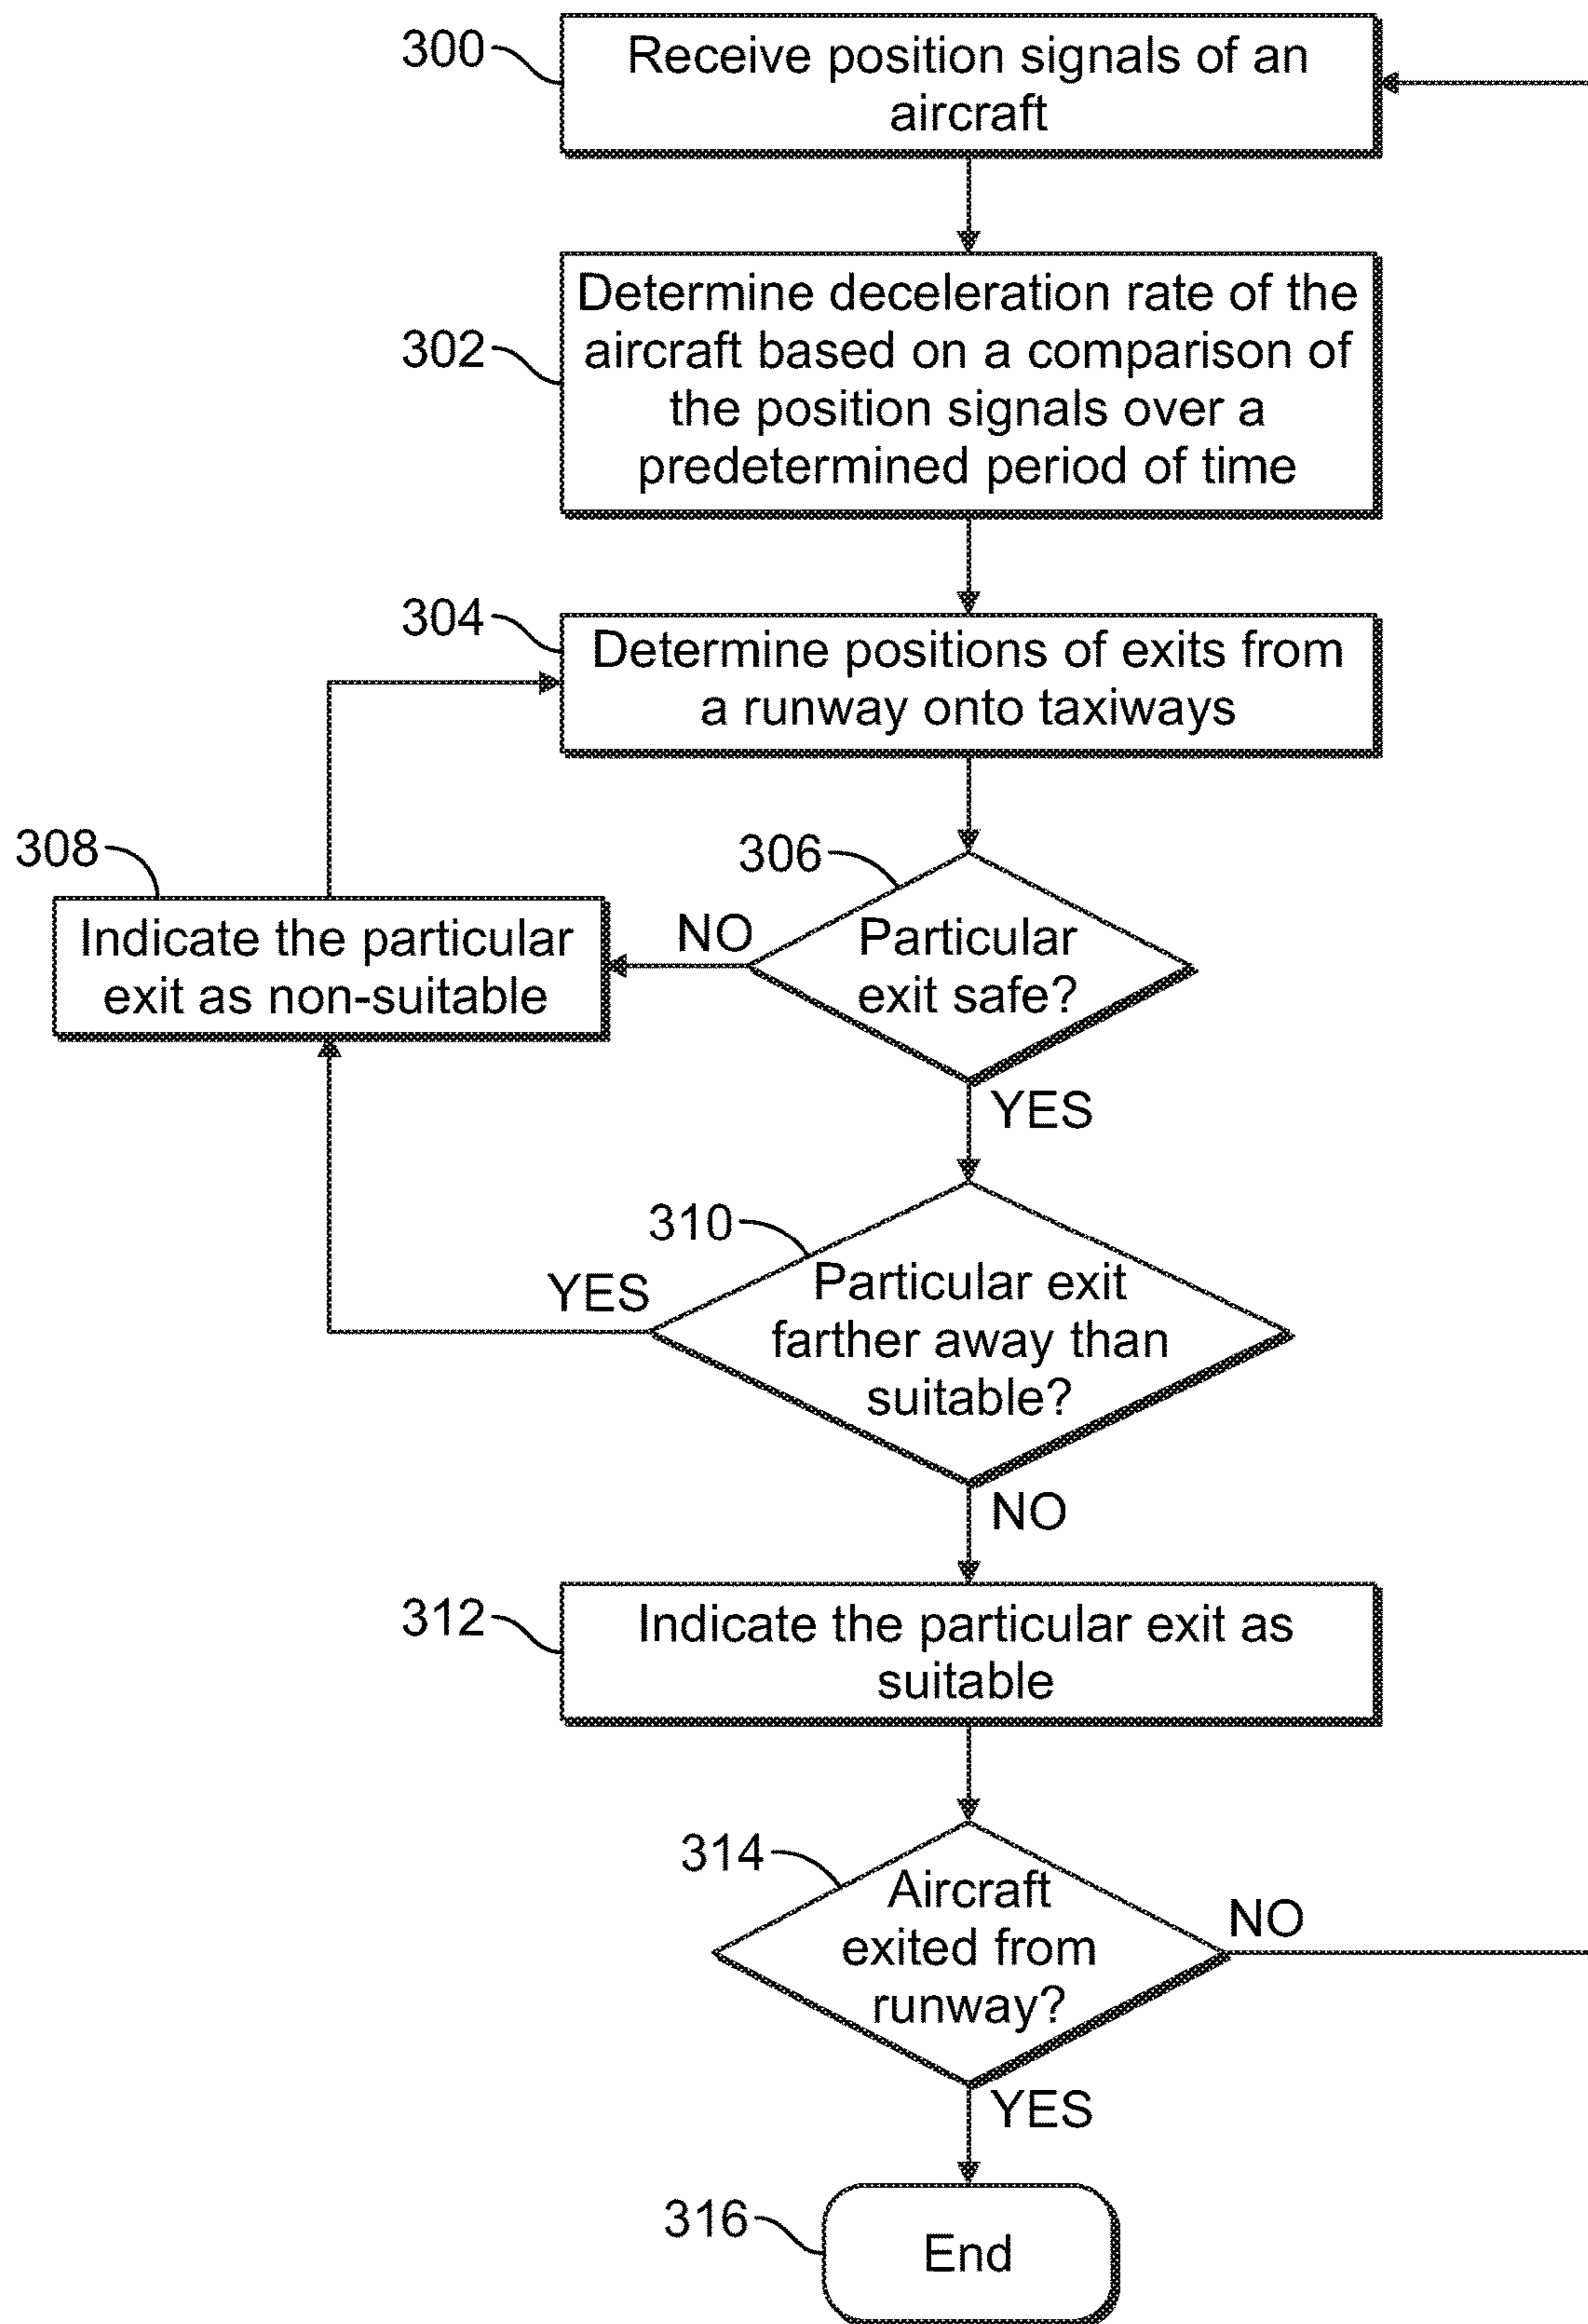 300
Receive position signals of an
aircraft
302
Determine deceleration rate of the
aircraft based on a comparison of
the position signals over a
predetermined period of time
304
Determine positions of exits from
a runway onto taxiways
308
Indicate the particular
exit as non-suitable
NO
306
Particular
exit safe?
YES
310
YES
Particular exit
farther away than
suitable?
NO
312
Indicate the particular exit as
suitable
314
Aircraft
exited from
runway?
NO
YES
316
End